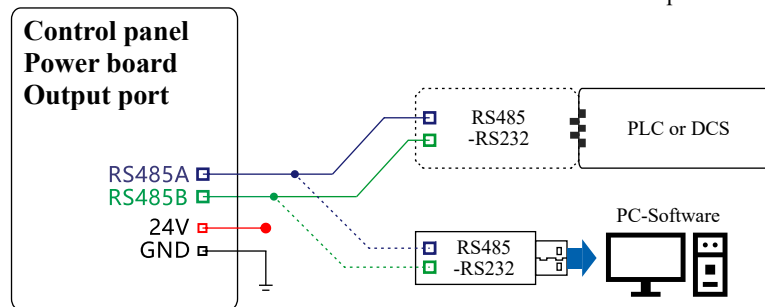 Control panel
Power board
Output port
RS485
-RS232
PLC or DCS
RS485A
RS485B
24V
GND
PC-Software
RS485
-RS232